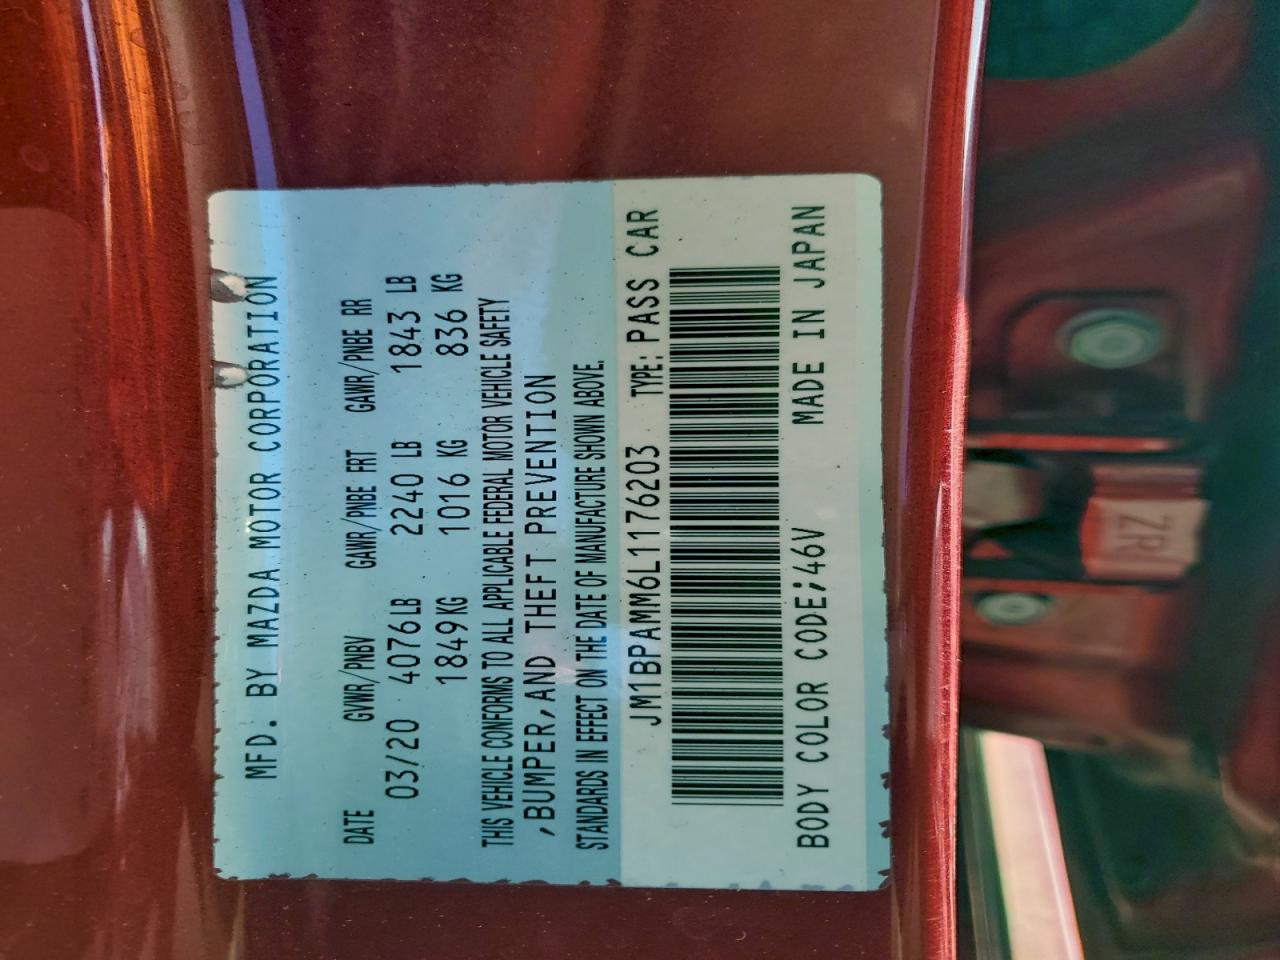 MFD. BY MAZDA MOTOR CORPORATION
DATE GVWR/PNBV GAWR/PNBE FRT GAWR/PNBE RR
03/20 4076LB 2240 LB 1843 LB
1849KG 1016 KG 836 KG
THIS VEHICLE CONFORMS TO ALL APPLICABLE FEDERAL MOTOR VEHICLE SAFETY
,BUMPER,AND THEFT PREVENTION
STANDARDS IN EFFECT ON THE DATE OF MANUFACTURE SHOWN ABOVE.
JM1BPAMM6L1176203 TYPE:PASS CAR
BODY COLOR CODE;46V MADE IN JAPAN